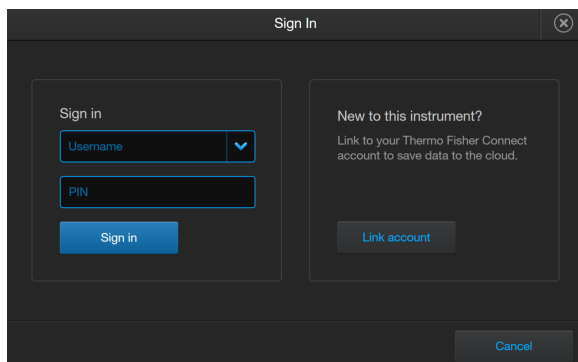 Sign In
Sign in
Username
PIN
Sign in
New to this instrument?
Link to your Thermo Fisher Connect
account to save data to the cloud.
Link account
Cancel